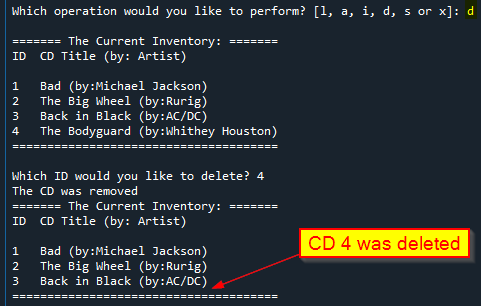 Which operation would you like to perform? [l, a, i, d, s or x]: d
======= The Current Inventory: =======
ID  CD Title (by: Artist)
1   Bad (by:Michael Jackson)
2   The Big Wheel (by:Rurig)
3   Back in Black (by:AC/DC)
4   The Bodyguard (by:Whithey Houston)
======================================
Which ID would you like to delete? 4
The CD was removed
======= The Current Inventory: =======
ID  CD Title (by: Artist)
CD 4 was deleted
1   Bad (by:Michael Jackson)
2   The Big Wheel (by:Rurig)
3   Back in Black (by:AC/DC)
======================================